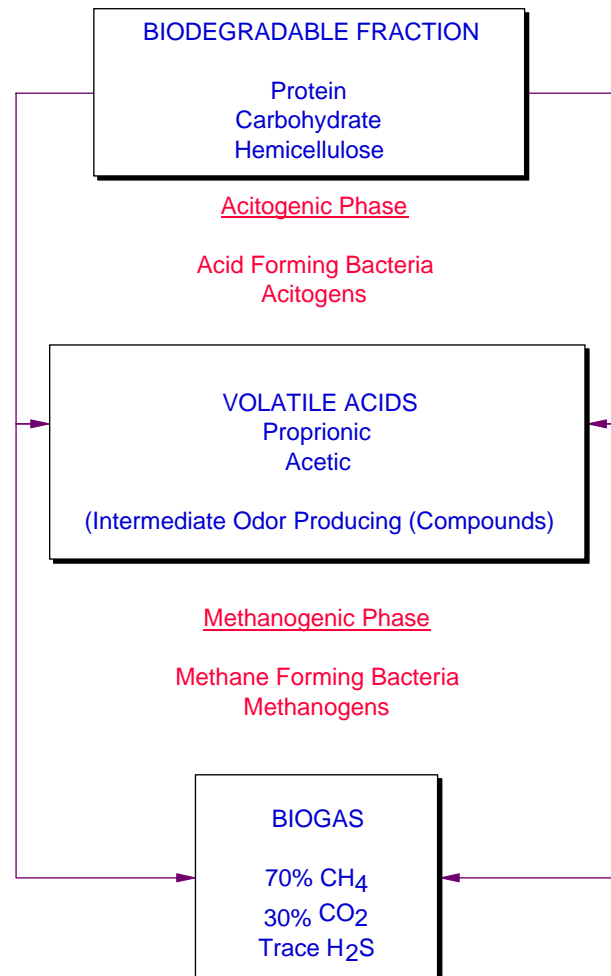 BIODEGRADABLE FRACTION
Protein
Carbohydrate
Hemicellulose
Acitogenic Phase
Acid Forming Bacteria
Acitogens
VOLATILE ACIDS
Proprionic
Acetic
(Intermediate Odor Producing (Compounds)
Methanogenic Phase
Methane Forming Bacteria
Methanogens
BIOGAS
70% CH4
30% CO2
Trace H2S